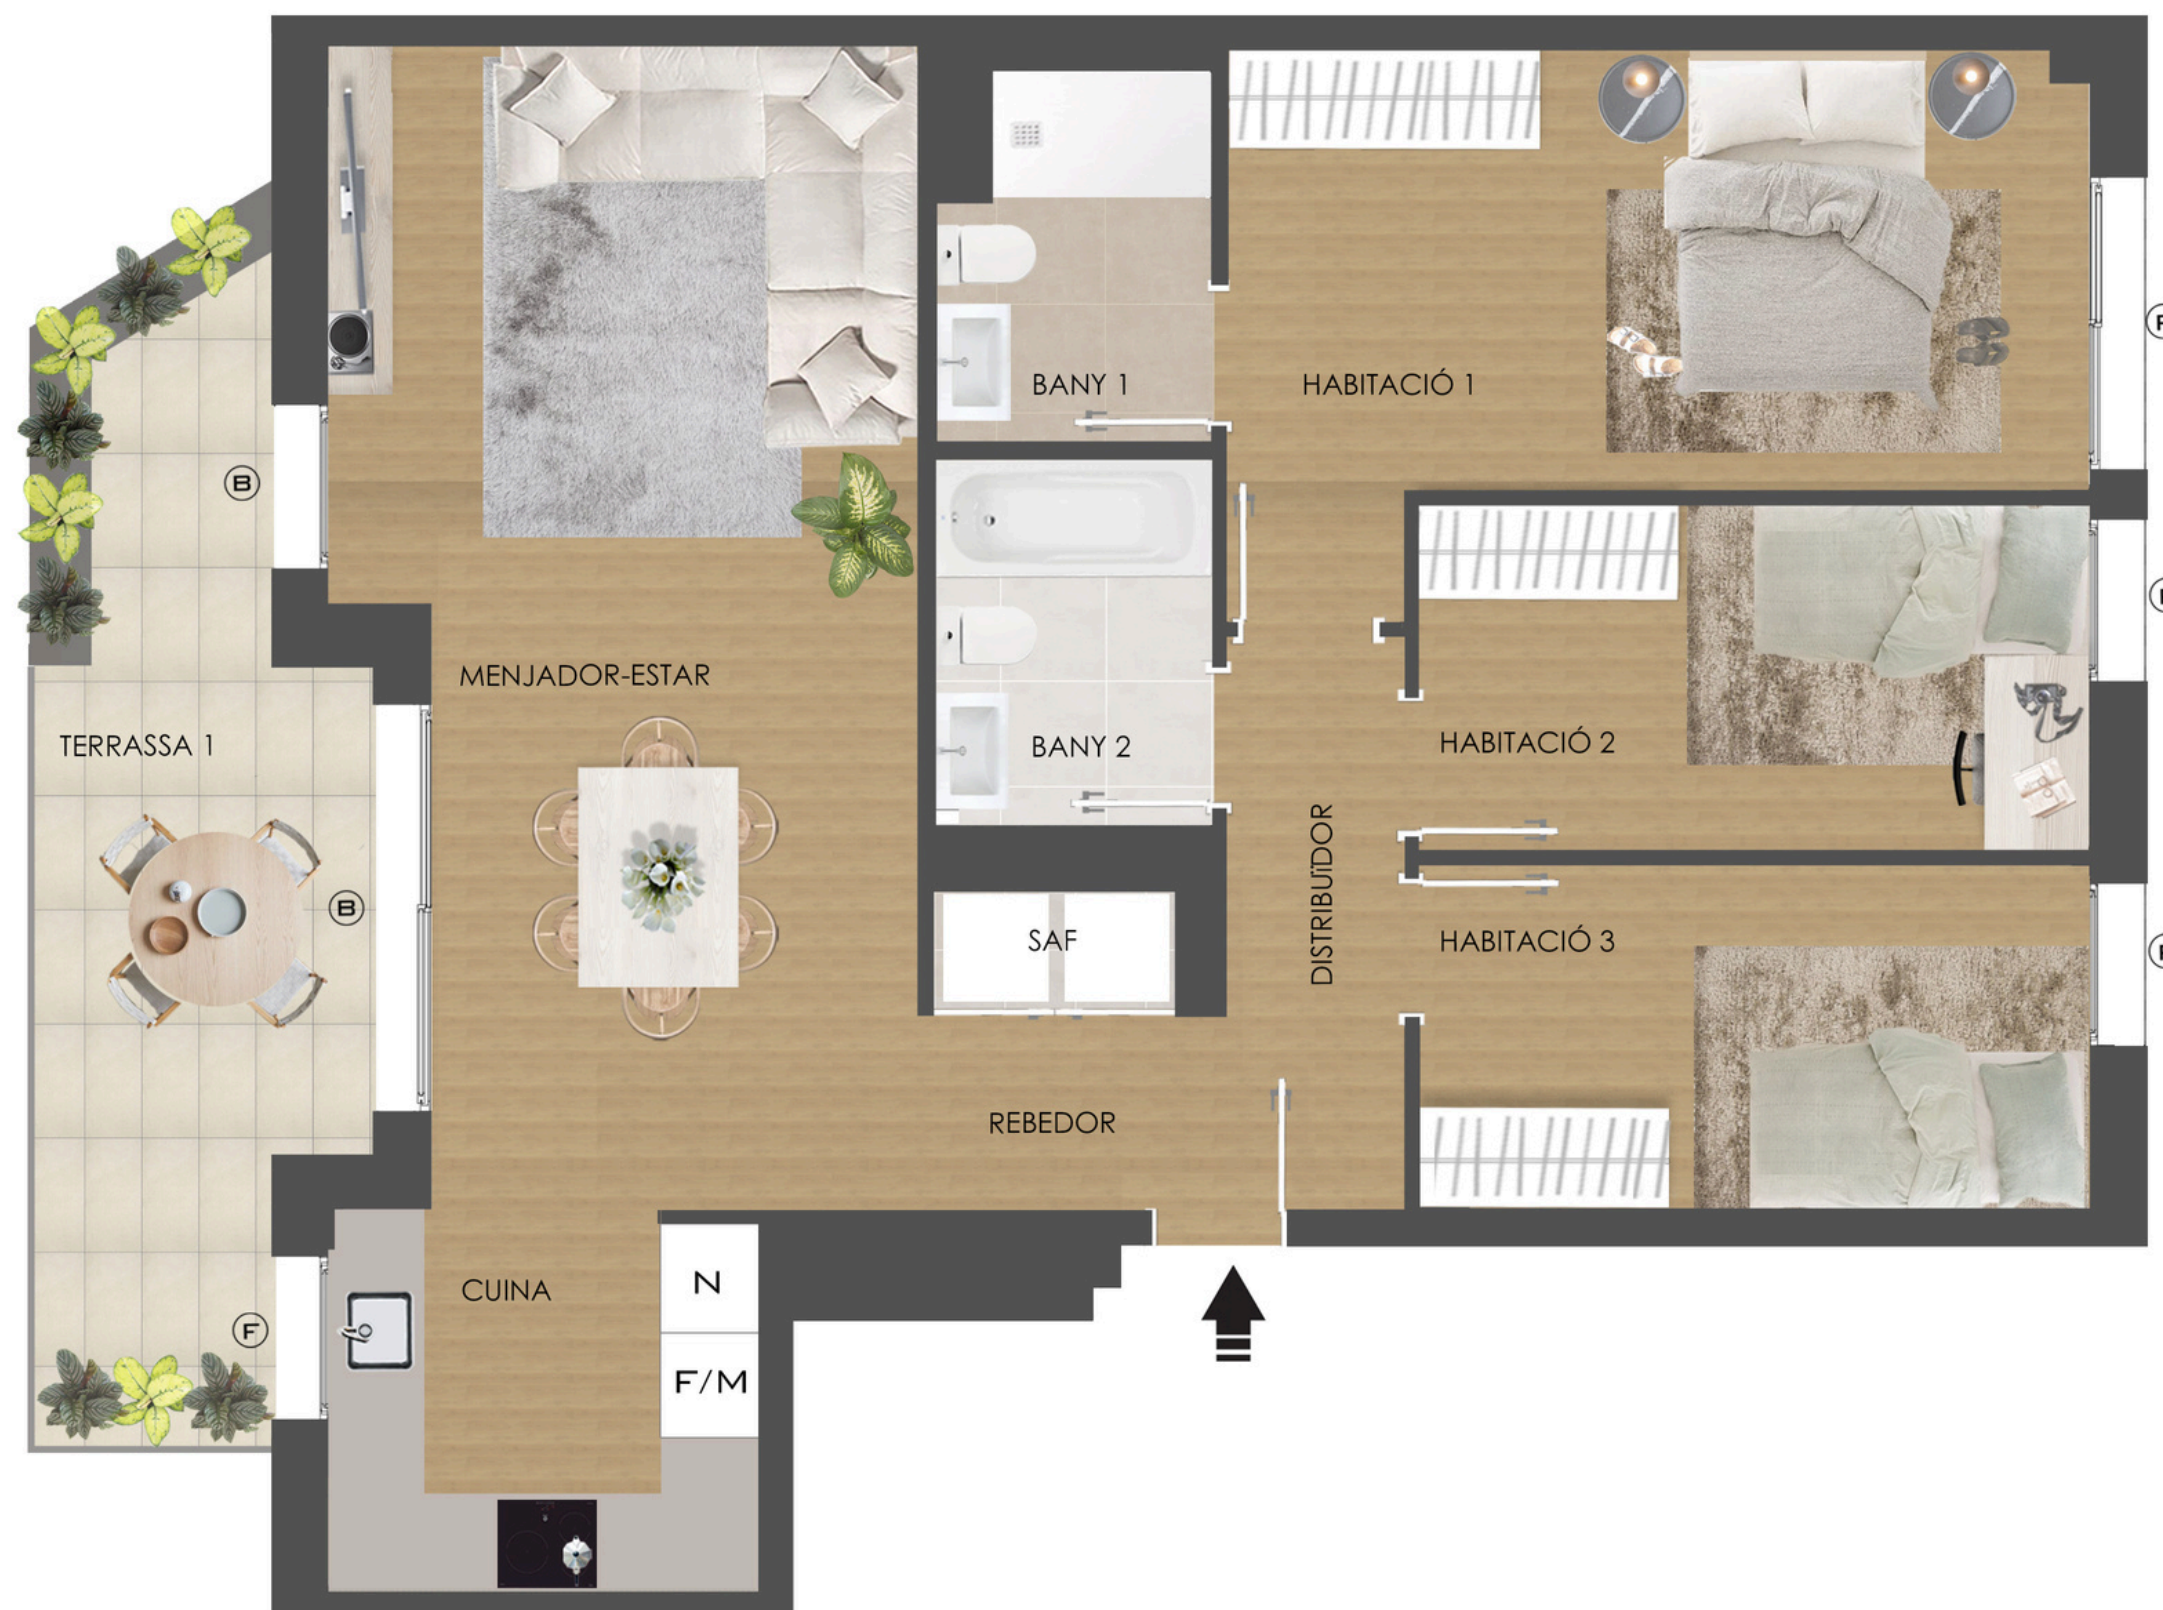 BANY 1
HABITACIÓ 1
B
MENJADOR-ESTAR
TERRASSA 1
BANY 2
HABITACIÓ 2
DISTRIBUÏDOR
B
SAF
HABITACIÓ 3
REBEDOR
CUINA
N
F
F/M